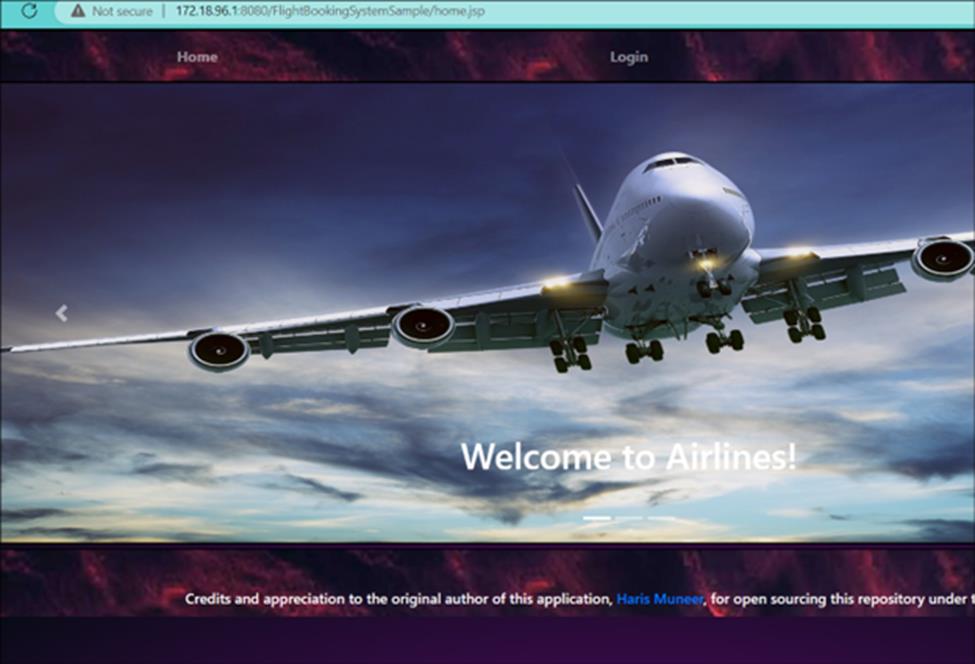 Not secure | 172.18.96.1:8080/FlightBookingSystemSample/home.jsp
Home Login
Welcome to Airlines!
Credits and appreciation to the original author of this application, Haris Muneer, for open sourcing this repository under